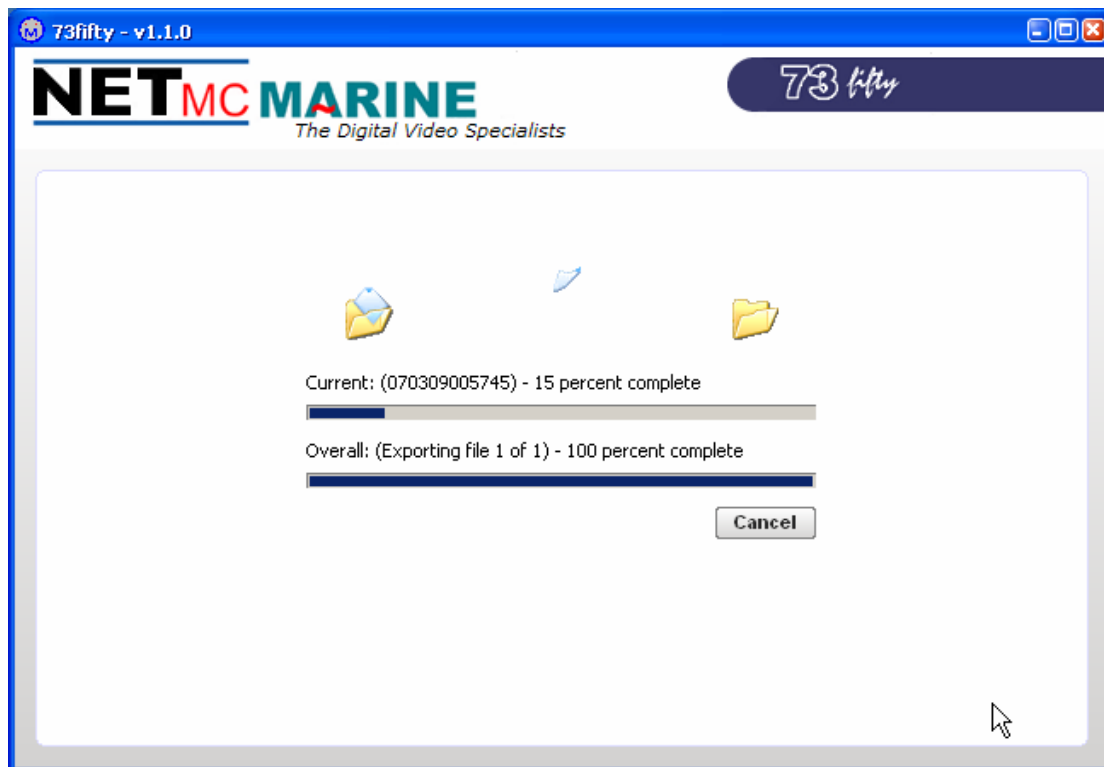 73fifty - v1.1.0
NETMC MARINE
The Digital Video Specialists
73 fifty
Current: (070309005745) - 15 percent complete
Overall: (Exporting file 1 of 1) - 100 percent complete
Cancel